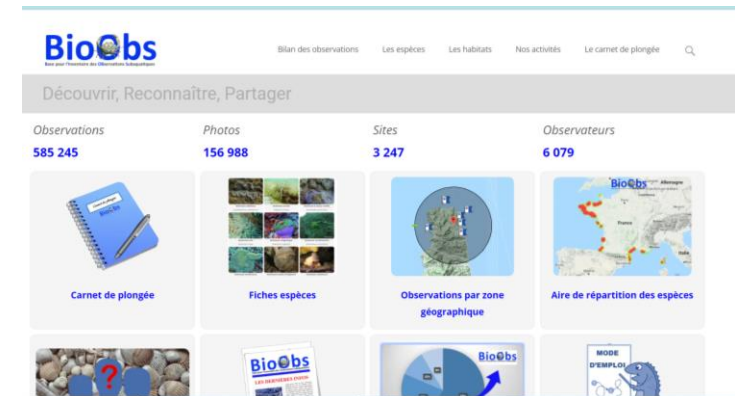 BioObs
Base pour l'Inventaire des Observations Subaquatiques
Bilan des observations
Les espèces
Les habitats
Nos activités
Le carnet de plongée
Découvrir, Reconnaître, Partager
Observations
Photos
Sites
Observateurs
585 245
156 988
3 247
6 079
BioObs
BioObs
Allemagne
France
Italie
Carnet de plongée
Fiches espèces
Observations par zone
géographique
Aire de répartition des espèces
?
BioObs
LES DERNIERES INFOS
BioObs
MODE
D'EMPLOI